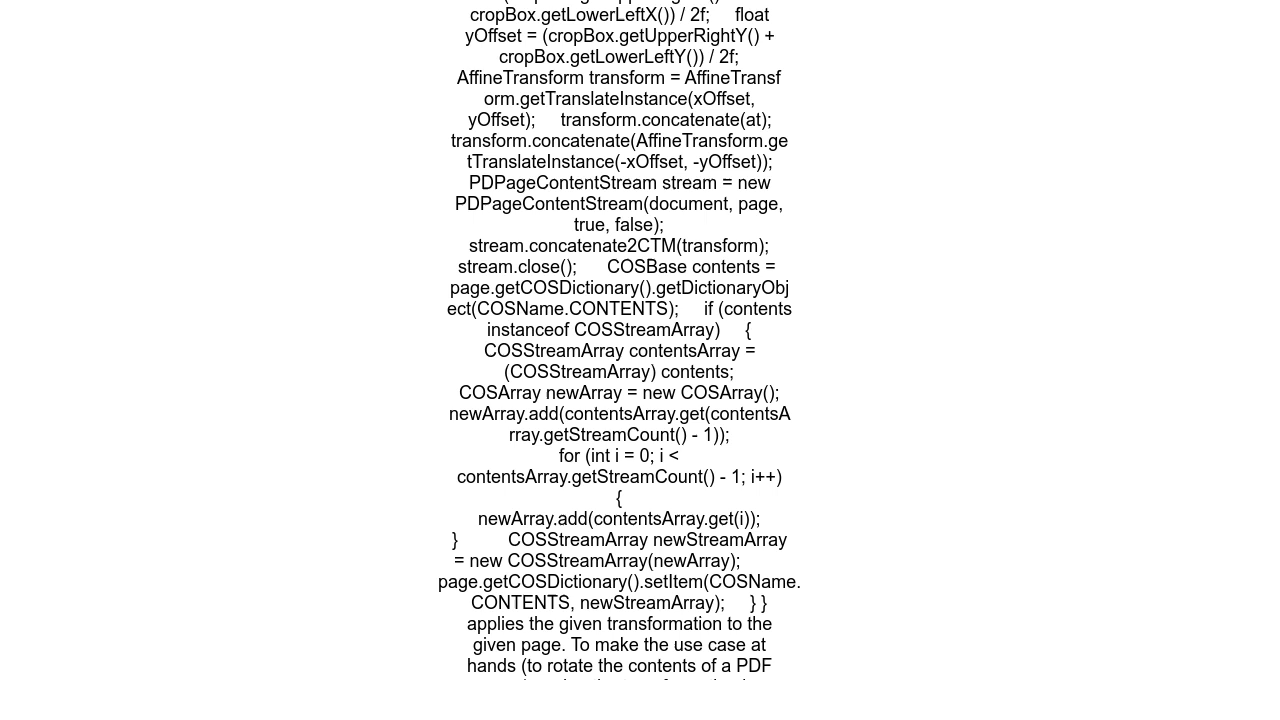 cropBox.getLowerLeftX()) / 2f;     float
yOffset = (cropBox.getUpperRightY() +
cropBox.getLowerLeftY()) / 2f;
AffineTransform transform = AffineTransf
orm.getTranslateInstance(xOffset,
yOffset);     transform.concatenate(at);
transform.concatenate(AffineTransform.ge
tTranslateInstance(-xOffset, -yOffset));
PDPageContentStream stream = new
PDPageContentStream(document, page,
true, false);
stream.concatenate2CTM(transform);
stream.close();      COSBase contents =
page.getCOSDictionary().getDictionaryObj
ect(COSName.CONTENTS);     if (contents
instanceof COSStreamArray)     {
COSStreamArray contentsArray =
(COSStreamArray) contents;
COSArray newArray = new COSArray();
newArray.add(contentsArray.get(contentsA
rray.getStreamCount() - 1));
for (int i = 0; i <
contentsArray.getStreamCount() - 1; i++)
{
newArray.add(contentsArray.get(i));
}          COSStreamArray newStreamArray
= new COSStreamArray(newArray);
page.getCOSDictionary().setItem(COSName.
CONTENTS, newStreamArray);     } }
applies the given transformation to the
given page. To make the use case at
hands (to rotate the contents of a PDF